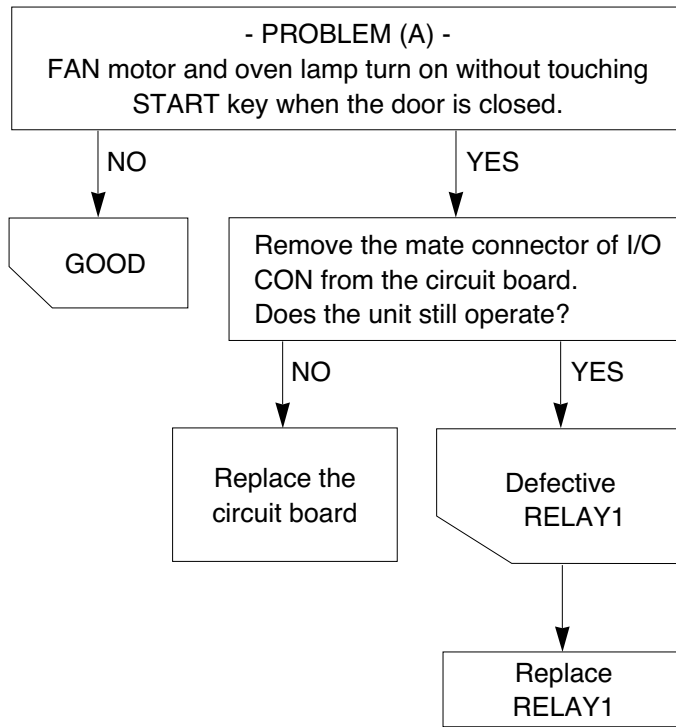 - PROBLEM (A) -
FAN motor and oven lamp turn on without touching
START key when the door is closed.
NO
YES
GOOD
Remove the mate connector of I/O
CON from the circuit board.
Does the unit still operate?
NO
YES
Replace the
circuit board
Defective
RELAY1
Replace
RELAY1